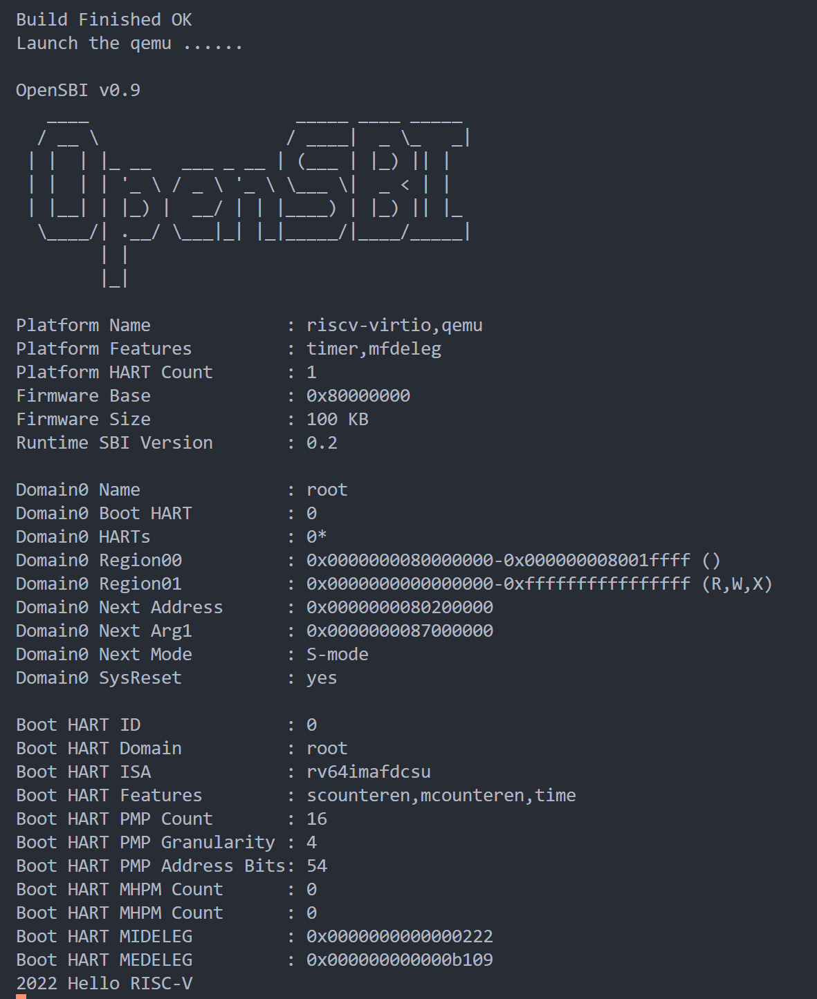 Build Finished OK
Launch the qemu ......

OpenSBI v0.9
   ____                    _____ ____ _____
  / __ \                  / ____|  _ \_   _|
 | |  | |_ __   ___ _ __ | (___ | |_) || |
 | |  | | '_ \ / _ \ '_ \ \___ \|  _ < | |
 | |__| | |_) |  __/ | | |____) | |_) || |_
  \____/| .__/ \___|_| |_|_____/|____/_____|
        | |
        |_|

Platform Name             : riscv-virtio,qemu
Platform Features         : timer,mfdeleg
Platform HART Count       : 1
Firmware Base             : 0x80000000
Firmware Size             : 100 KB
Runtime SBI Version       : 0.2

Domain0 Name              : root
Domain0 Boot HART         : 0
Domain0 HARTs             : 0*
Domain0 Region00          : 0x0000000080000000-0x000000008001ffff ()
Domain0 Region01          : 0x0000000000000000-0xffffffffffffffff (R,W,X)
Domain0 Next Address      : 0x0000000080200000
Domain0 Next Arg1         : 0x0000000087000000
Domain0 Next Mode         : S-mode
Domain0 SysReset          : yes

Boot HART ID              : 0
Boot HART Domain          : root
Boot HART ISA             : rv64imafdcsu
Boot HART Features        : scounteren,mcounteren,time
Boot HART PMP Count       : 16
Boot HART PMP Granularity : 4
Boot HART PMP Address Bits: 54
Boot HART MHPM Count      : 0
Boot HART MHPM Count      : 0
Boot HART MIDELEG         : 0x0000000000000222
Boot HART MEDELEG         : 0x000000000000b109
2022 Hello RISC-V